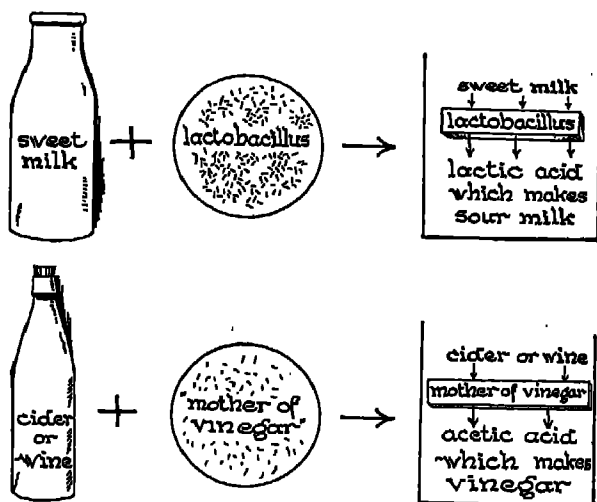 sweet
milk
lactobacillus
sweet milk
lactobacillus
lactic acid
which makes
sour milk
cider
or
wine
"mother of
vinegar"
cider or wine
mother of vinegar
acetic acid
which makes
vinegar